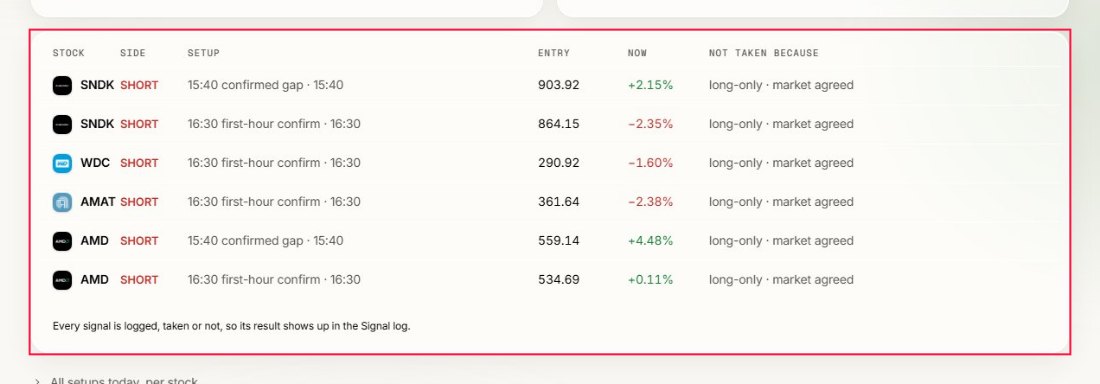 STOCK SIDE SETUP ENTRY NOW NOT TAKEN BECAUSE
SNDK SHORT 15:40 confirmed gap · 15:40 903.92 +2.15% long-only · market agreed
SNDK SHORT 16:30 first-hour confirm · 16:30 864.15 −2.35% long-only · market agreed
WDC SHORT 16:30 first-hour confirm · 16:30 290.92 −1.60% long-only · market agreed
AMAT SHORT 16:30 first-hour confirm · 16:30 361.64 −2.38% long-only · market agreed
AMD SHORT 15:40 confirmed gap · 15:40 559.14 +4.48% long-only · market agreed
AMD SHORT 16:30 first-hour confirm · 16:30 534.69 +0.11% long-only · market agreed
Every signal is logged, taken or not, so its result shows up in the Signal log.
All setups today, per stock